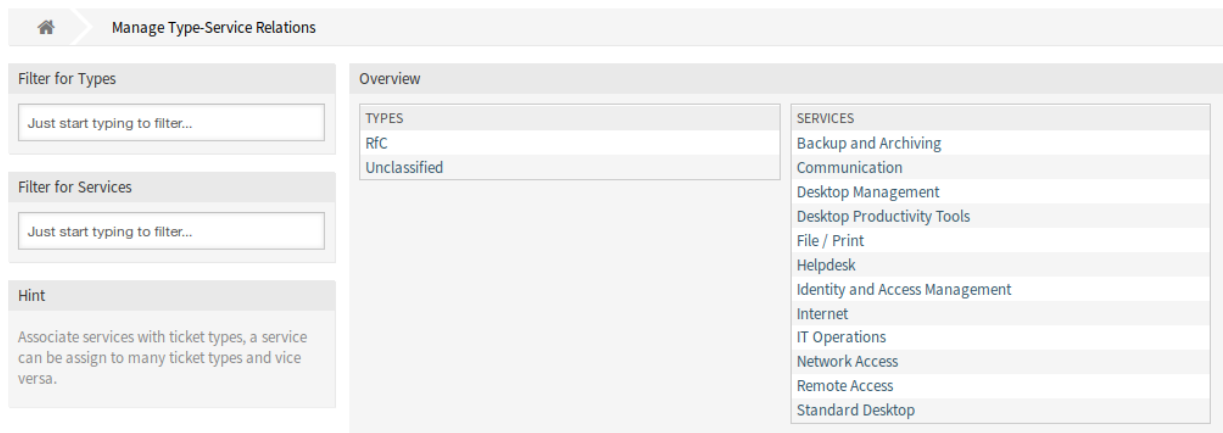 Manage Type-Service Relations
Filter for Types
Just start typing to filter...
Filter for Services
Just start typing to filter...
Hint
Associate services with ticket types, a service
can be assign to many ticket types and vice
versa.
Overview
TYPES
RfC
Unclassified
SERVICES
Backup and Archiving
Communication
Desktop Management
Desktop Productivity Tools
File / Print
Helpdesk
Identity and Access Management
Internet
IT Operations
Network Access
Remote Access
Standard Desktop